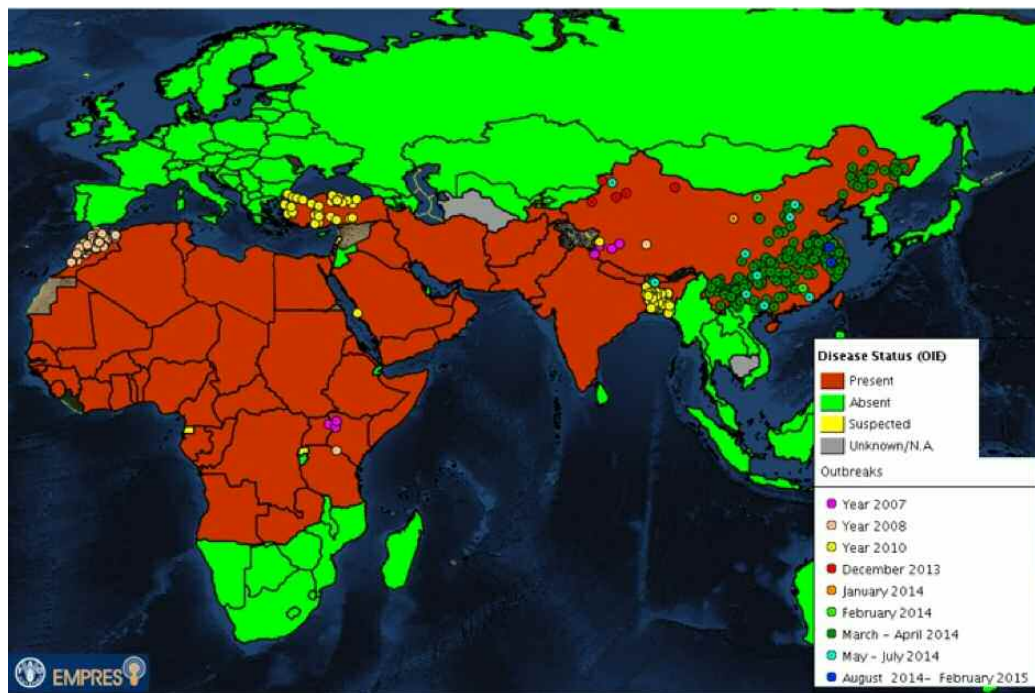 Disease Status (OIE)
Present
Absent
Suspected
Unknown/N.A.
Outbreaks
Year 2007
Year 2008
Year 2010
December 2013
January 2014
February 2014
March - April 2014
May - July 2014
August 2014- February 2015
FAO EMPRES